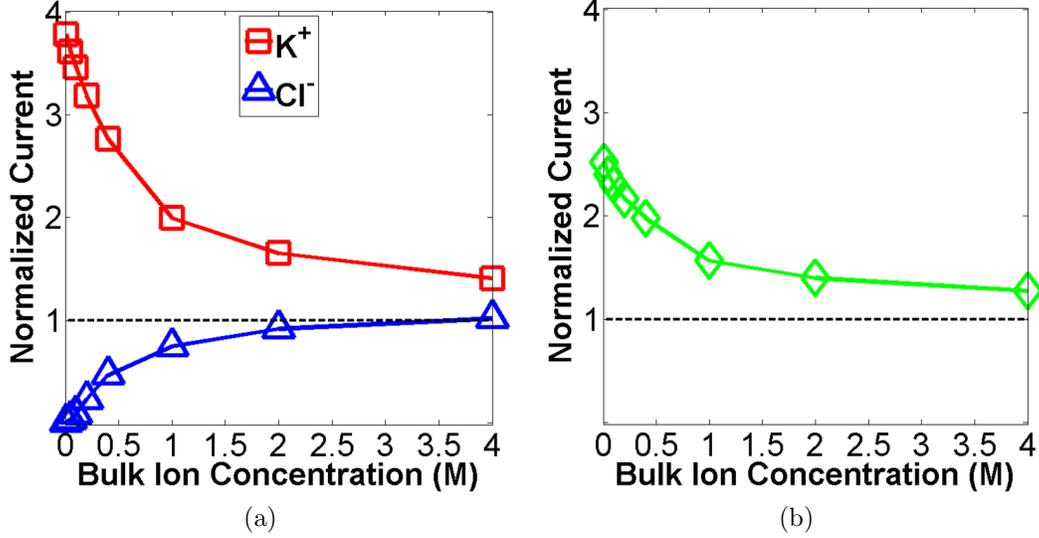 4
3
2
1
0 0.5 1 1.5 2 2.5 3 3.5 4
Normalized Current
Bulk Ion Concentration (M)
K⁺
Cl⁻
(a)
4
3
2
1
0 0.5 1 1.5 2 2.5 3 3.5 4
Normalized Current
Bulk Ion Concentration (M)
(b)